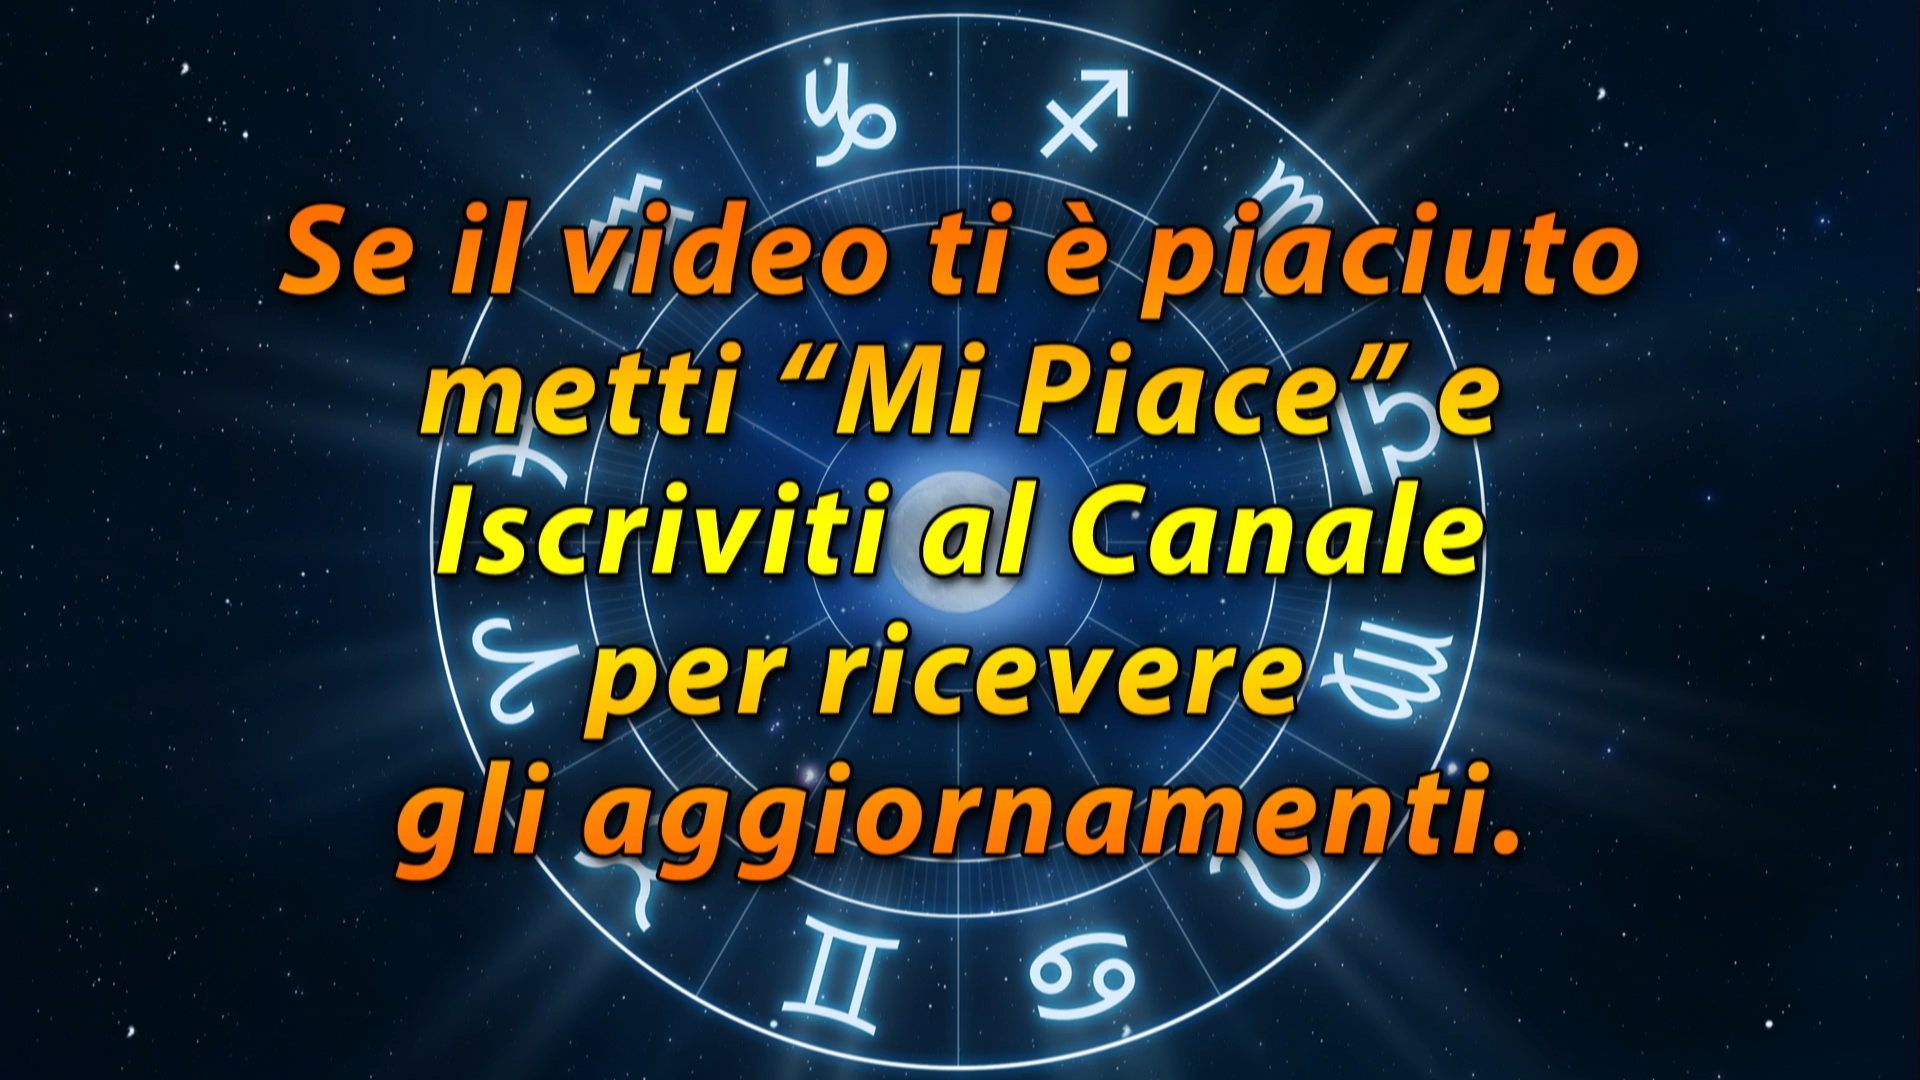 Se il video ti è piaciuto
metti “Mi Piace” e
Iscriviti al Canale
per ricevere
gli aggiornamenti.